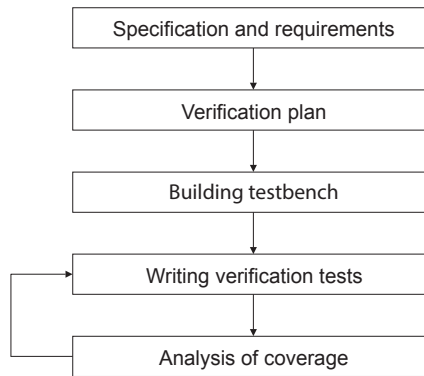 Specification and requirements
Verification plan
Building testbench
Writing verification tests
Analysis of coverage